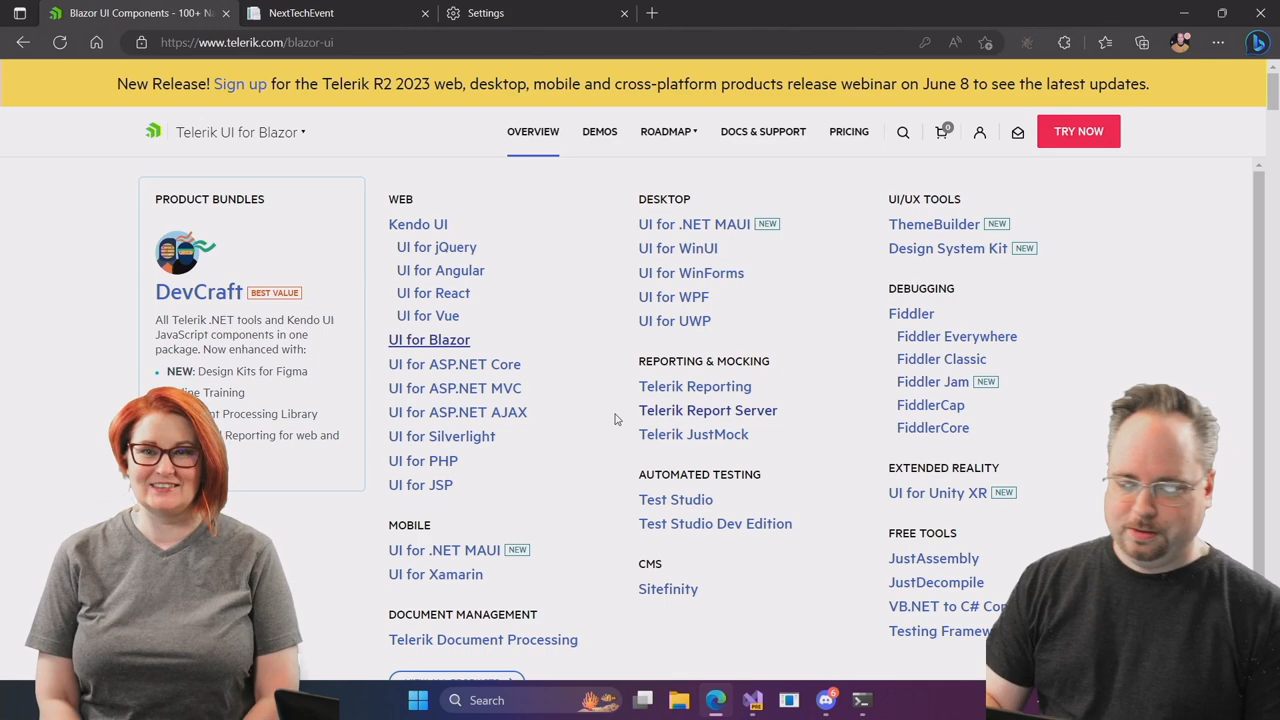 Blazor UI Components - 100+ N
NextTechEvent
Settings
https://www.telerik.com/blazor-ui
New Release! Sign up for the Telerik R2 2023 web, desktop, mobile and cross-platform products release webinar on June 8 to see the latest updates.
Telerik UI for Blazor
OVERVIEW
DEMOS
ROADMAP
DOCS & SUPPORT
PRICING
0
TRY NOW
PRODUCT BUNDLES
DevCraft BEST VALUE
All Telerik .NET tools and Kendo UI
JavaScript components in one
package. Now enhanced with:
NEW: Design Kits for Figma
ine Training
nt Processing Library
Reporting for web and
WEB
Kendo UI
UI for jQuery
UI for Angular
UI for React
UI for Vue
UI for Blazor
UI for ASP.NET Core
UI for ASP.NET MVC
UI for ASP.NET AJAX
UI for Silverlight
UI for PHP
UI for JSP
MOBILE
UI for .NET MAUI NEW
UI for Xamarin
DOCUMENT MANAGEMENT
Telerik Document Processing
DESKTOP
UI for .NET MAUI NEW
UI for WinUI
UI for WinForms
UI for WPF
UI for UWP
REPORTING & MOCKING
Telerik Reporting
Telerik Report Server
Telerik JustMock
AUTOMATED TESTING
Test Studio
Test Studio Dev Edition
CMS
Sitefinity
UI/UX TOOLS
ThemeBuilder NEW
Design System Kit NEW
DEBUGGING
Fiddler
Fiddler Everywhere
Fiddler Classic
Fiddler Jam NEW
FiddlerCap
FiddlerCore
EXTENDED REALITY
UI for Unity XR NEW
FREE TOOLS
JustAssembly
JustDecompile
VB.NET to C# Co
Testing Framew
Search
6